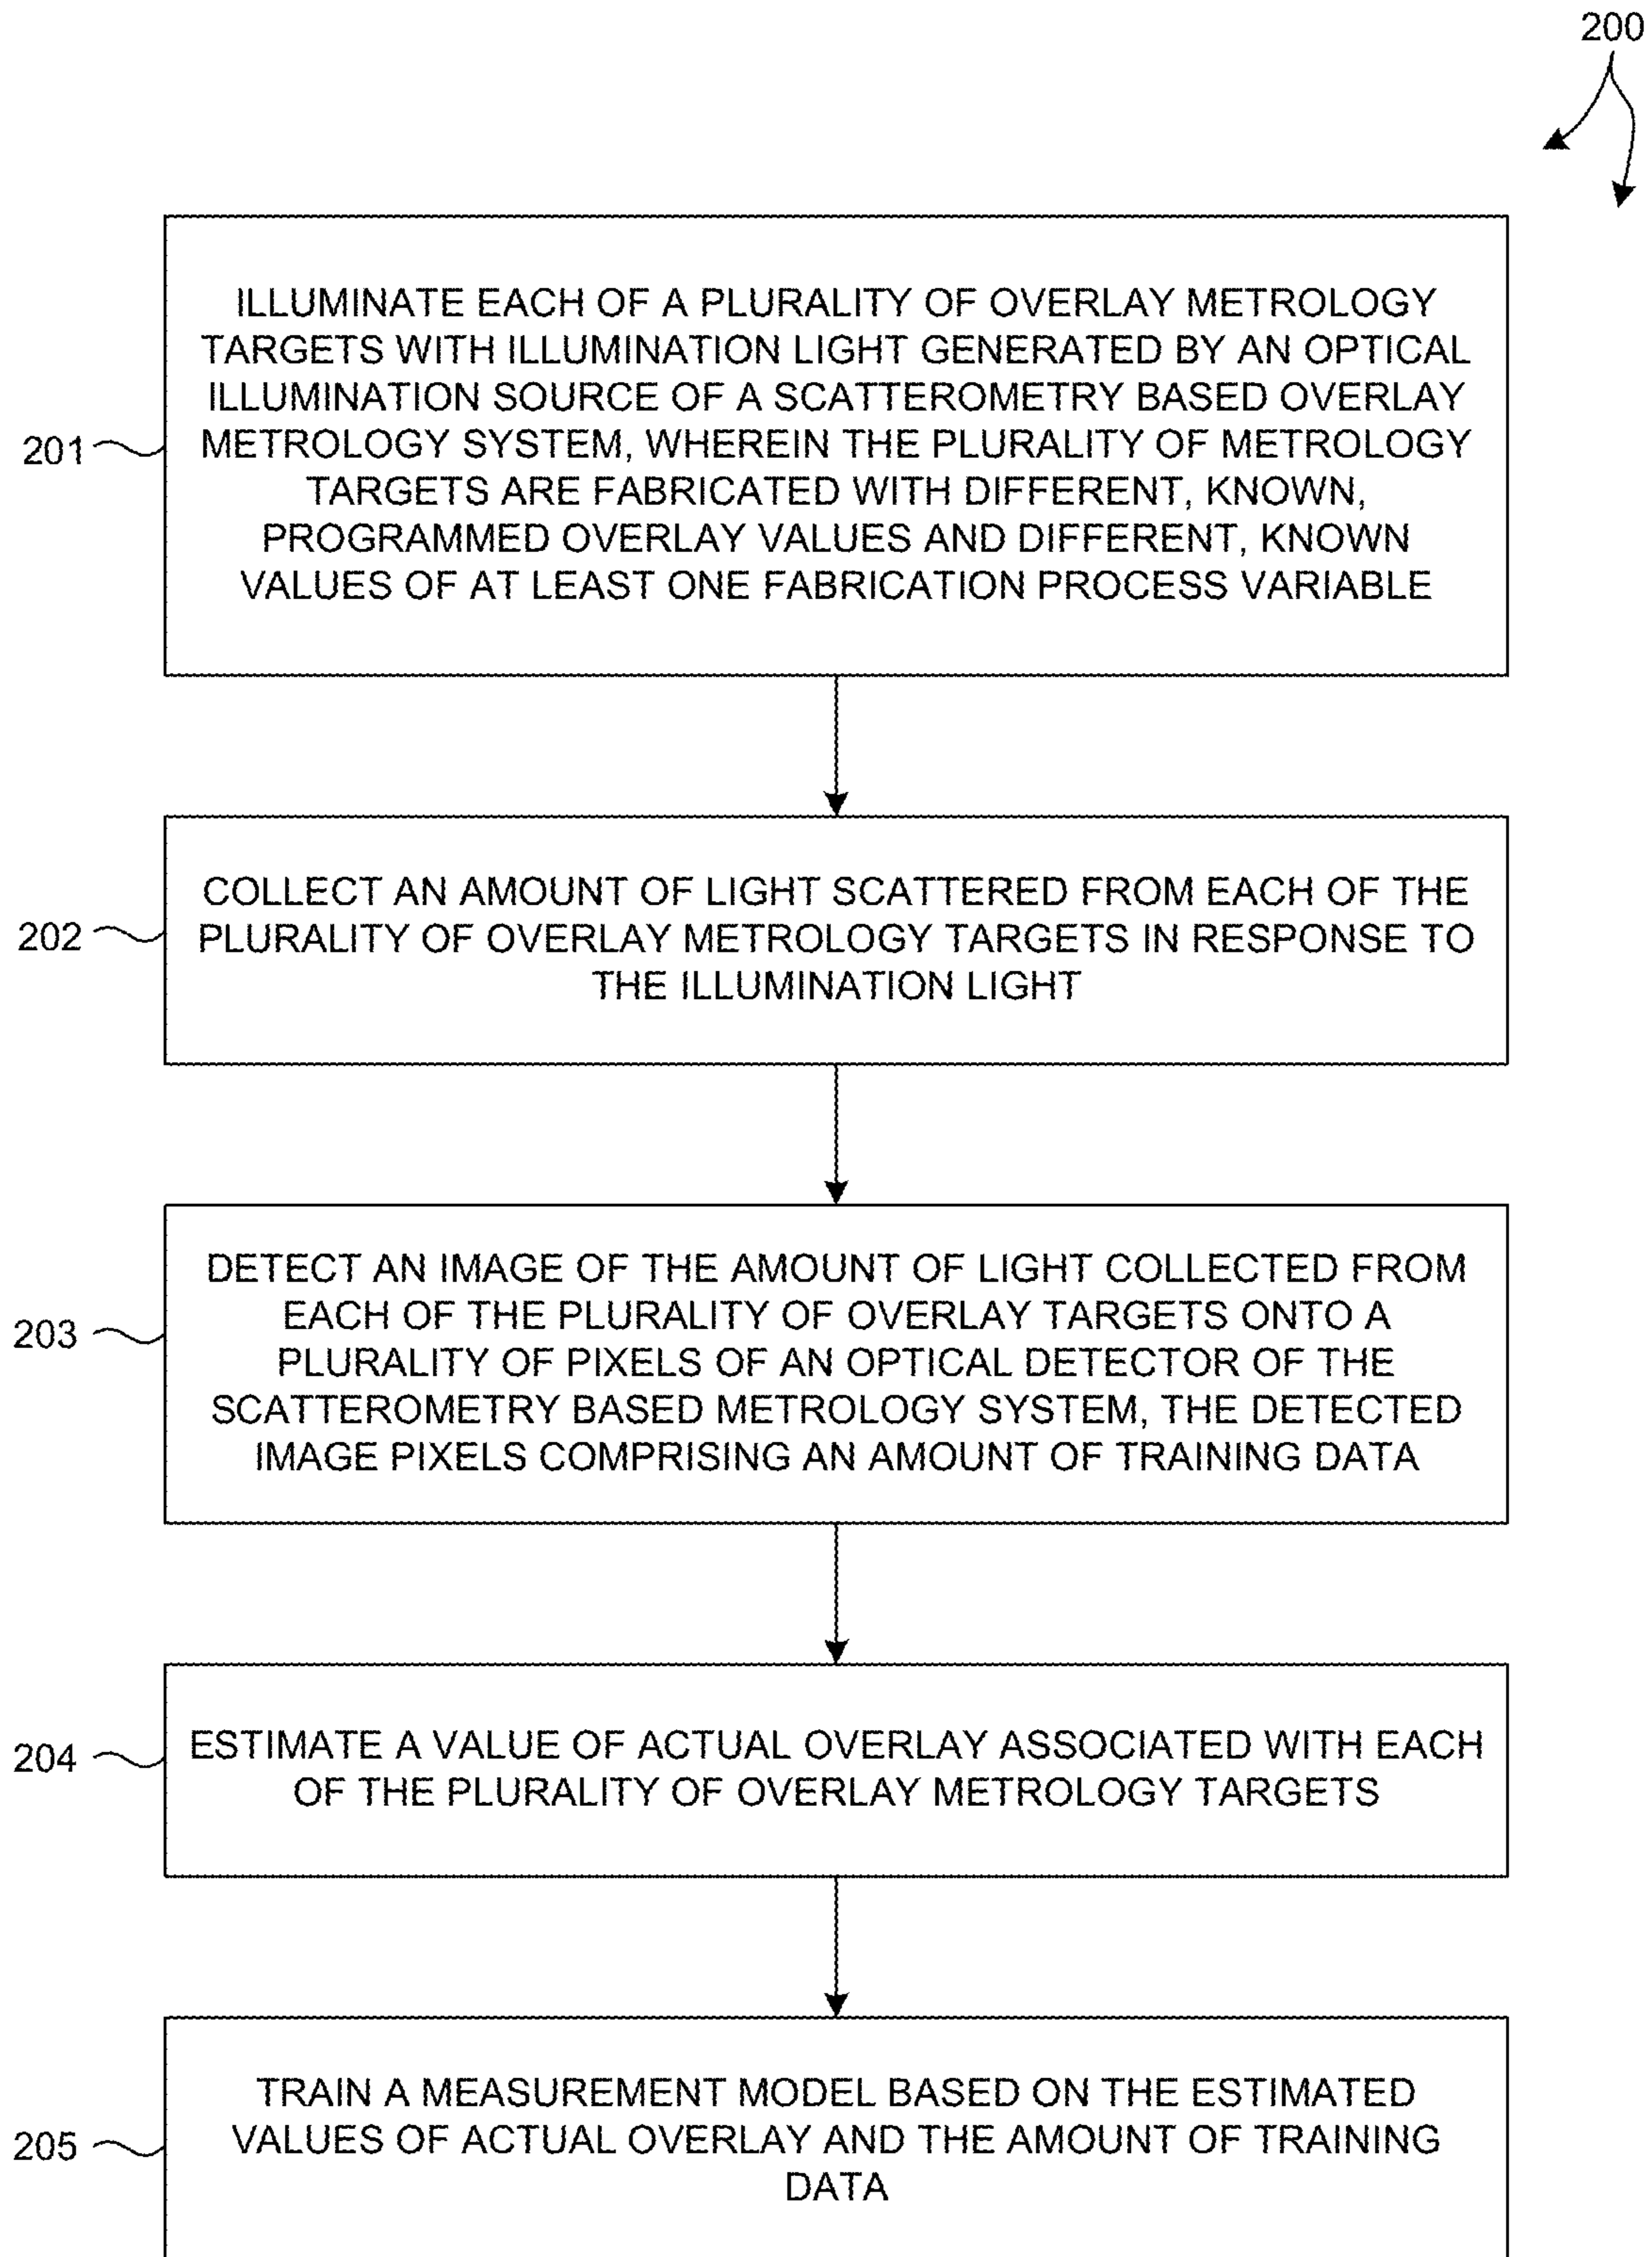 200
ILLUMINATE EACH OF A PLURALITY OF OVERLAY METROLOGY
TARGETS WITH ILLUMINATION LIGHT GENERATED BY AN OPTICAL
ILLUMINATION SOURCE OF A SCATTEROMETRY BASED OVERLAY
METROLOGY SYSTEM, WHEREIN THE PLURALITY OF METROLOGY
TARGETS ARE FABRICATED WITH DIFFERENT, KNOWN,
PROGRAMMED OVERLAY VALUES AND DIFFERENT, KNOWN
VALUES OF AT LEAST ONE FABRICATION PROCESS VARIABLE
201
COLLECT AN AMOUNT OF LIGHT SCATTERED FROM EACH OF THE
PLURALITY OF OVERLAY METROLOGY TARGETS IN RESPONSE TO
THE ILLUMINATION LIGHT
202
DETECT AN IMAGE OF THE AMOUNT OF LIGHT COLLECTED FROM
EACH OF THE PLURALITY OF OVERLAY TARGETS ONTO A
PLURALITY OF PIXELS OF AN OPTICAL DETECTOR OF THE
SCATTEROMETRY BASED METROLOGY SYSTEM, THE DETECTED
IMAGE PIXELS COMPRISING AN AMOUNT OF TRAINING DATA
203
ESTIMATE A VALUE OF ACTUAL OVERLAY ASSOCIATED WITH EACH
OF THE PLURALITY OF OVERLAY METROLOGY TARGETS
204
TRAIN A MEASUREMENT MODEL BASED ON THE ESTIMATED
VALUES OF ACTUAL OVERLAY AND THE AMOUNT OF TRAINING
DATA
205